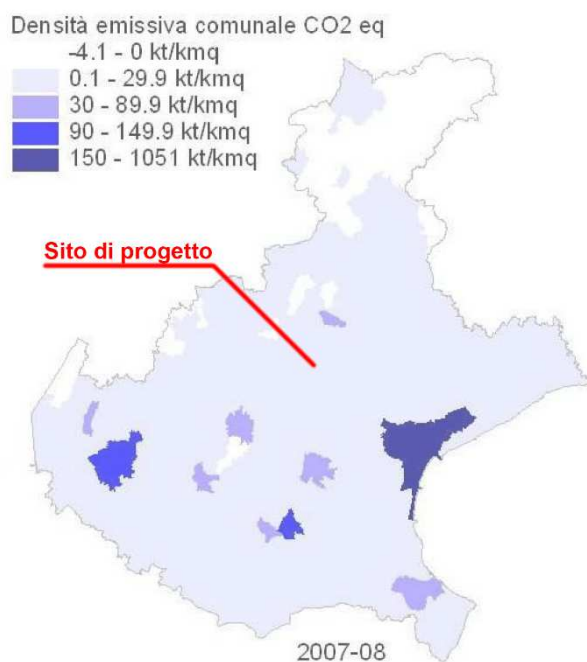 Densità emissiva comunale CO2 eq
-4.1 - 0 kt/kmq
0.1 - 29.9 kt/kmq
30 - 89.9 kt/kmq
90 - 149.9 kt/kmq
150 - 1051 kt/kmq
Sito di progetto
2007-08